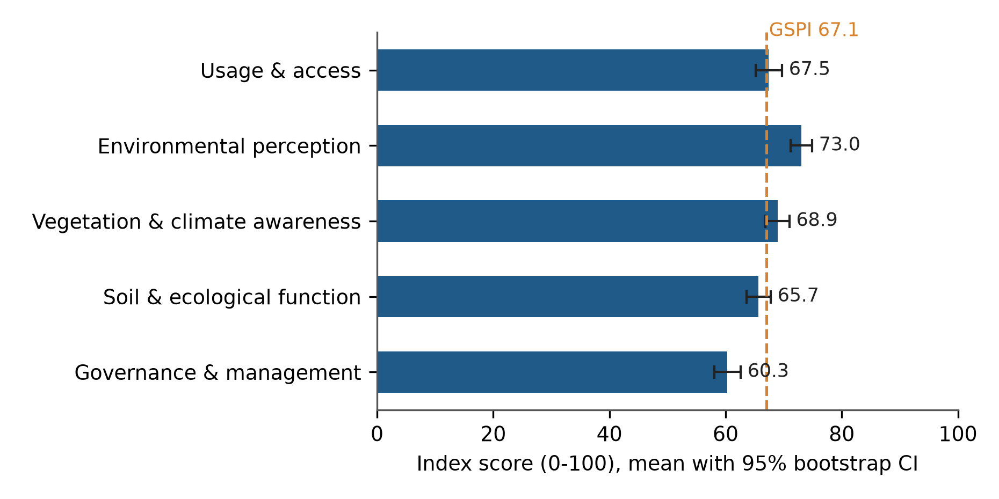 GSPI 67.1
Usage & access 67.5
Environmental perception 73.0
Vegetation & climate awareness 68.9
Soil & ecological function 65.7
Governance & management 60.3
0 20 40 60 80 100
Index score (0-100), mean with 95% bootstrap CI